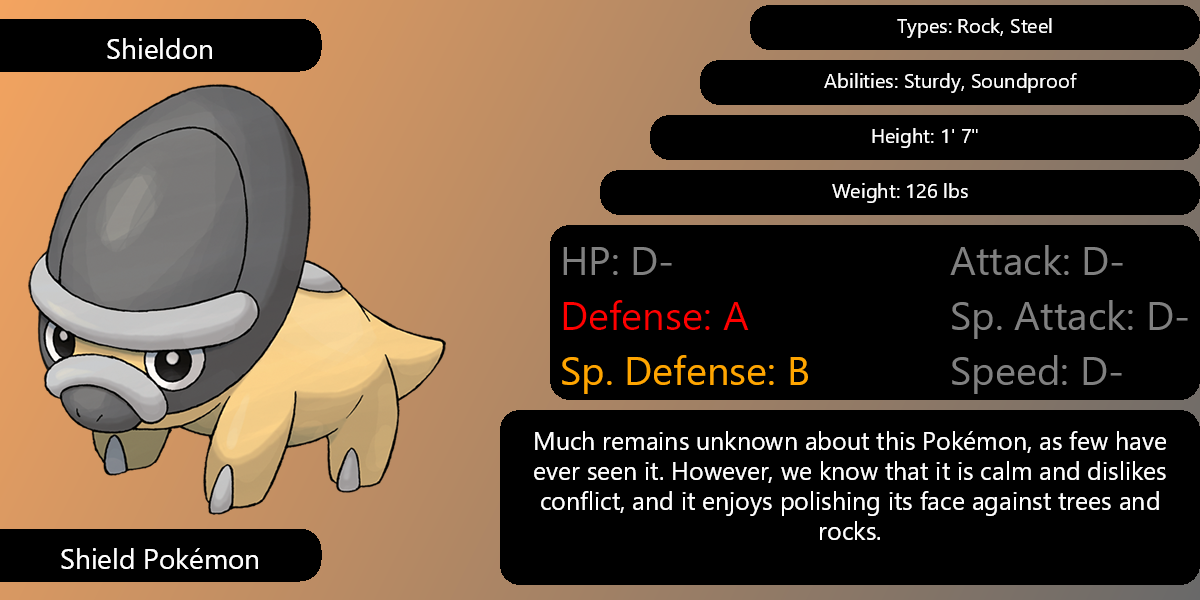 Shieldon
Types: Rock, Steel
Abilities: Sturdy, Soundproof
Height: 1' 7"
Weight: 126 lbs
HP: D-
Attack: D-
Defense: A
Sp. Attack: D-
Sp. Defense: B
Speed: D-
Much remains unknown about this Pokémon, as few have
ever seen it. However, we know that it is calm and dislikes
conflict, and it enjoys polishing its face against trees and
rocks.
Shield Pokémon